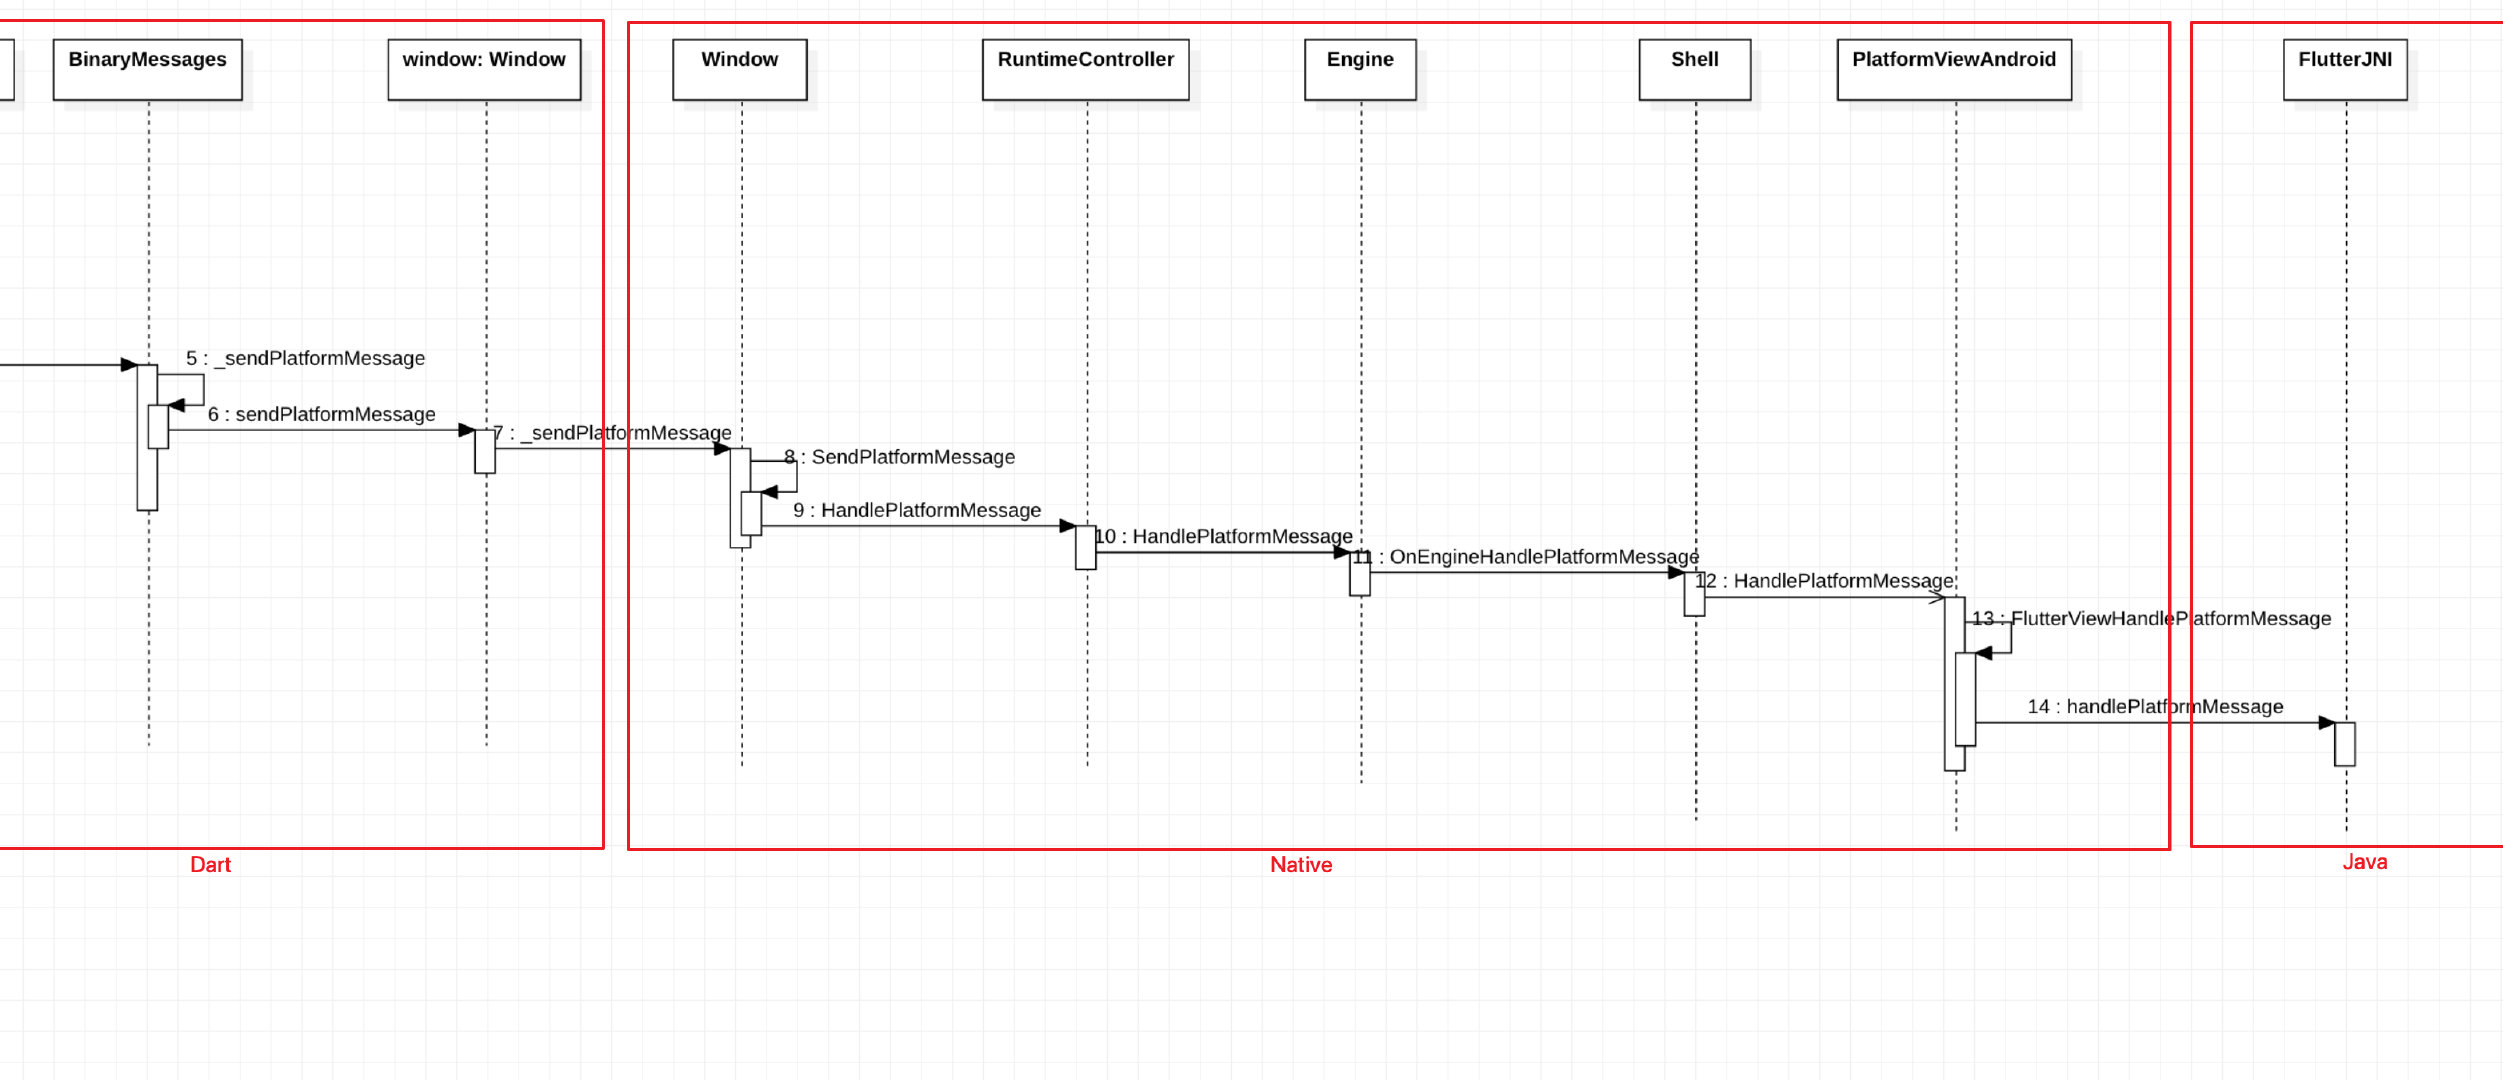 BinaryMessages
window: Window
Window
RuntimeController
Engine
Shell
PlatformViewAndroid
FlutterJNI
5 : _sendPlatformMessage
6 : sendPlatformMessage
7 : _sendPlatformMessage
8 : SendPlatformMessage
9 : HandlePlatformMessage
10 : HandlePlatformMessage
11 : OnEngineHandlePlatformMessage
12 : HandlePlatformMessage
13 : FlutterViewHandlePlatformMessage
14 : handlePlatformMessage
Dart
Native
Java